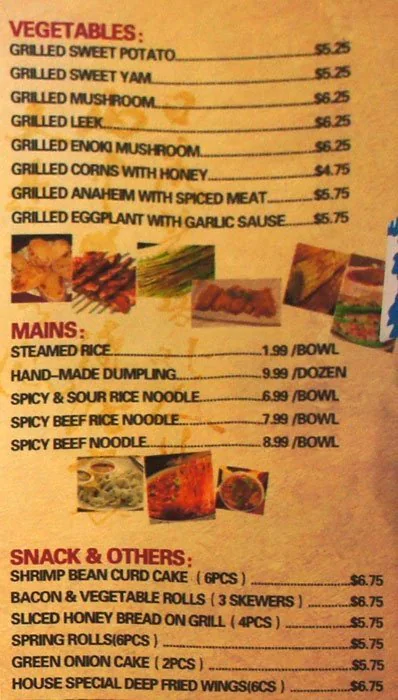 VEGETABLES:
GRILLED SWEET POTATO........................$5.25
GRILLED SWEET YAM........................$5.25
GRILLED MUSHROOM........................$6.25
GRILLED LEEK........................$6.25
GRILLED ENOKI MUSHROOM........................$6.25
GRILLED CORNS WITH HONEY........................$4.75
GRILLED ANAHEIM WITH SPICED MEAT........$5.75
GRILLED EGGPLANT WITH GARLIC SAUSE........$5.75
MAINS:
STEAMED RICE........................1.99 /BOWL
HAND-MADE DUMPLING........................9.99 /DOZEN
SPICY & SOUR RICE NOODLE................6.99 /BOWL
SPICY BEEF RICE NOODLE................7.99 /BOWL
SPICY BEEF NOODLE........................8.99 /BOWL
SNACK & OTHERS:
SHRIMP BEAN CURD CAKE ( 6PCS ) ................$6.75
BACON & VEGETABLE ROLLS ( 3 SKEWERS ) ........$6.75
SLICED HONEY BREAD ON GRILL ( 4PCS ) ........$5.75
SPRING ROLLS(6PCS) ........................$5.75
GREEN ONION CAKE ( 2PCS ) ................$5.75
HOUSE SPECIAL DEEP FRIED WINGS(6CS ) ........$6.75